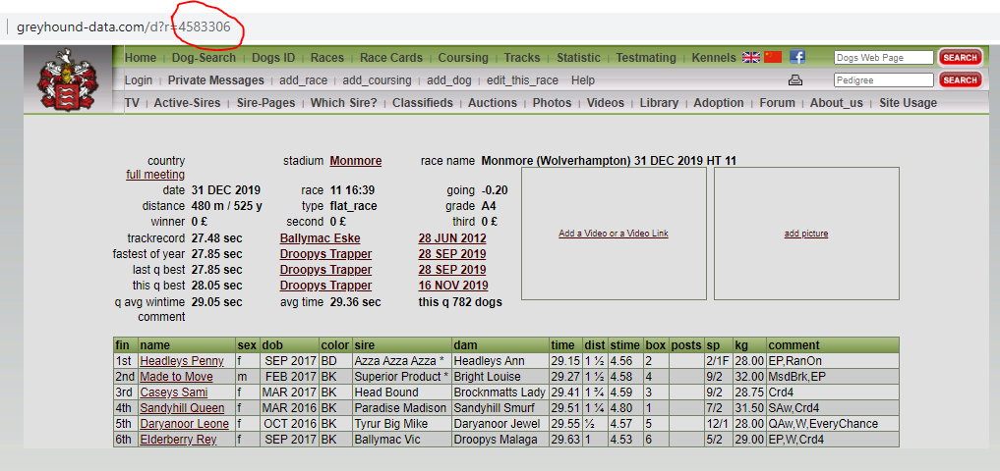 greyhound-data.com/d?r=4583306
Home | Dog-Search | Dogs ID | Races | Race Cards | Coursing | Tracks | Statistic | Testmating | Kennels Dogs Web Page SEARCH
Login | Private Messages | add_race | add_coursing | add_dog | edit_this_race Help Pedigree SEARCH
TV | Active-Sires | Sire-Pages | Which Sire? | Classifieds | Auctions | Photos | Videos | Library | Adoption | Forum | About_us | Site Usage
country stadium Monmore race name Monmore (Wolverhampton) 31 DEC 2019 HT 11
full meeting
date 31 DEC 2019 race 11 16:39 going -0.20
distance 480 m / 525 y type flat_race grade A4
winner 0 £ second 0 £ third 0 £
trackrecord 27.48 sec Ballymac Eske 28 JUN 2012
fastest of year 27.85 sec Droopys Trapper 28 SEP 2019
last q best 27.85 sec Droopys Trapper 28 SEP 2019
this q best 28.05 sec Droopys Trapper 16 NOV 2019
q avg wintime 29.05 sec avg time 29.36 sec this q 782 dogs
comment
Add a Video or a Video Link
add picture
fin name sex dob color sire dam time dist stime box posts sp kg comment
1st Headleys Penny f SEP 2017 BD Azza Azza Azza * Headleys Ann 29.15 1 ½ 4.56 2 2/1F 28.00 EP,RanOn
2nd Made to Move m FEB 2017 BK Superior Product * Bright Louise 29.27 1 ½ 4.58 4 9/2 32.00 MsdBrk,EP
3rd Caseys Sami f MAR 2017 BK Head Bound Brocknmatts Lady 29.41 1 ¾ 4.59 3 9/2 28.75 Crd4
4th Sandyhill Queen f MAR 2016 BK Paradise Madison Sandyhill Smurf 29.51 1 ¼ 4.80 1 7/2 31.50 SAw,Crd4
5th Daryanoor Leone f OCT 2016 BK Tyrur Big Mike Daryanoor Jewel 29.55 ½ 4.57 5 12/1 28.00 QAw,W,EveryChance
6th Elderberry Rey f SEP 2017 BK Ballymac Vic Droopys Malaga 29.63 1 4.53 6 5/2 29.00 EP,W,Crd4